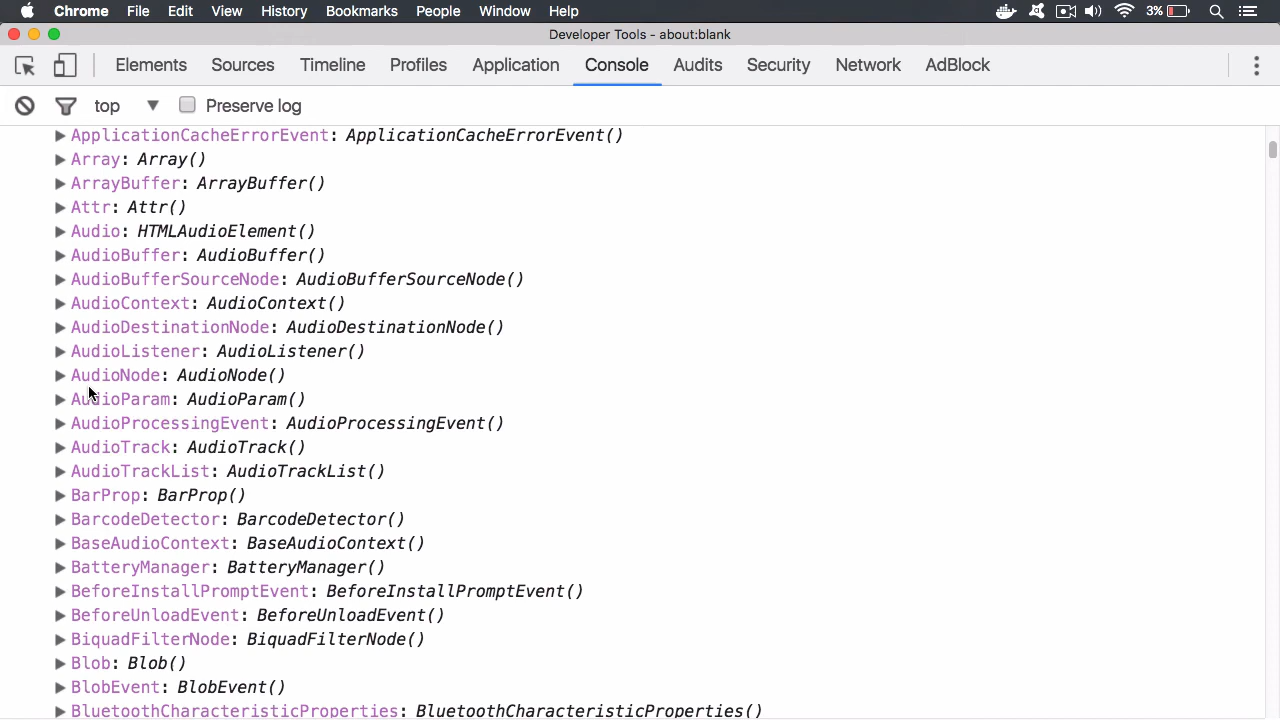 Chrome File Edit View History Bookmarks People Window Help 3%
Developer Tools - about:blank
Elements Sources Timeline Profiles Application Console Audits Security Network AdBlock
top Preserve log
ApplicationCacheErrorEvent: ApplicationCacheErrorEvent()
Array: Array()
ArrayBuffer: ArrayBuffer()
Attr: Attr()
Audio: HTMLAudioElement()
AudioBuffer: AudioBuffer()
AudioBufferSourceNode: AudioBufferSourceNode()
AudioContext: AudioContext()
AudioDestinationNode: AudioDestinationNode()
AudioListener: AudioListener()
AudioNode: AudioNode()
AudioParam: AudioParam()
AudioProcessingEvent: AudioProcessingEvent()
AudioTrack: AudioTrack()
AudioTrackList: AudioTrackList()
BarProp: BarProp()
BarcodeDetector: BarcodeDetector()
BaseAudioContext: BaseAudioContext()
BatteryManager: BatteryManager()
BeforeInstallPromptEvent: BeforeInstallPromptEvent()
BeforeUnloadEvent: BeforeUnloadEvent()
BiquadFilterNode: BiquadFilterNode()
Blob: Blob()
BlobEvent: BlobEvent()
BluetoothCharacteristicProperties: BluetoothCharacteristicProperties()